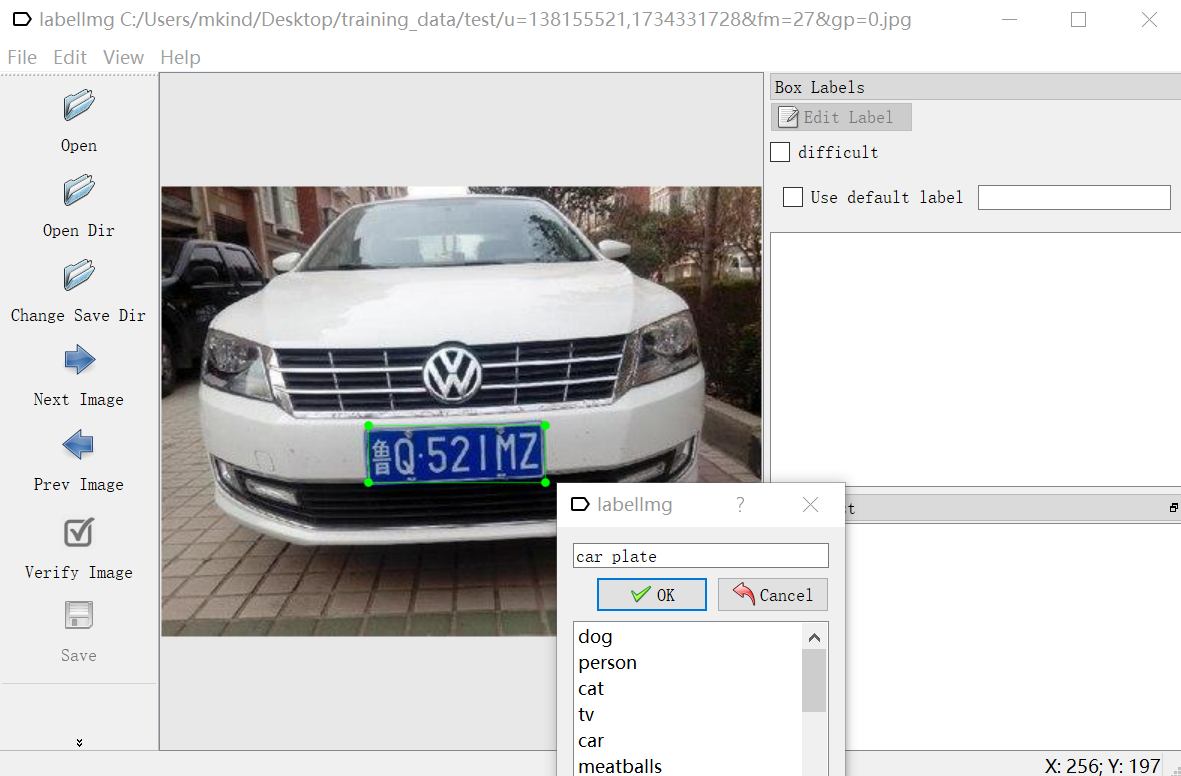 labelImg C:/Users/mkind/Desktop/training_data/test/u=138155521,1734331728&fm=27&gp=0.jpg
File Edit View Help
Open
Open Dir
Change Save Dir
Next Image
Prev Image
Verify Image
Save
鲁Q·521MZ
Box Labels
Edit Label
difficult
Use default label
labelImg ?
car plate
OK Cancel
dog
person
cat
tv
car
meatballs
X: 256; Y: 197